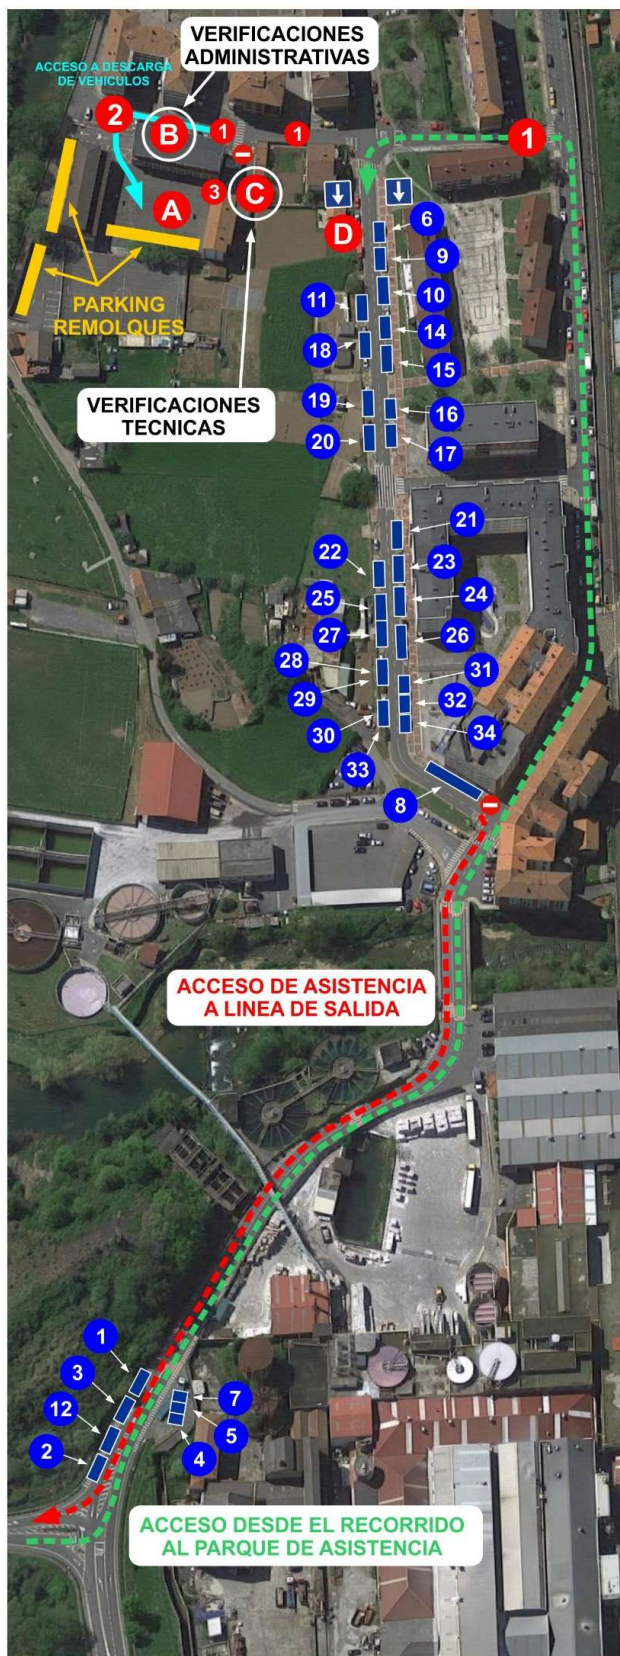 VERIFICACIONES
ADMINISTRATIVAS
ACCESO A DESCARGA
DE VEHICULOS
2
B
1
1
1
A
3
C
D
6
9
PARKING
REMOLQUES
11
10
14
18
15
VERIFICACIONES
TECNICAS
19
16
20
17
21
22
23
25
24
27
26
28
31
29
32
30
34
33
8
ACCESO DE ASISTENCIA
A LINEA DE SALIDA
1
3
7
12
5
2
4
ACCESO DESDE EL RECORRIDO
AL PARQUE DE ASISTENCIA